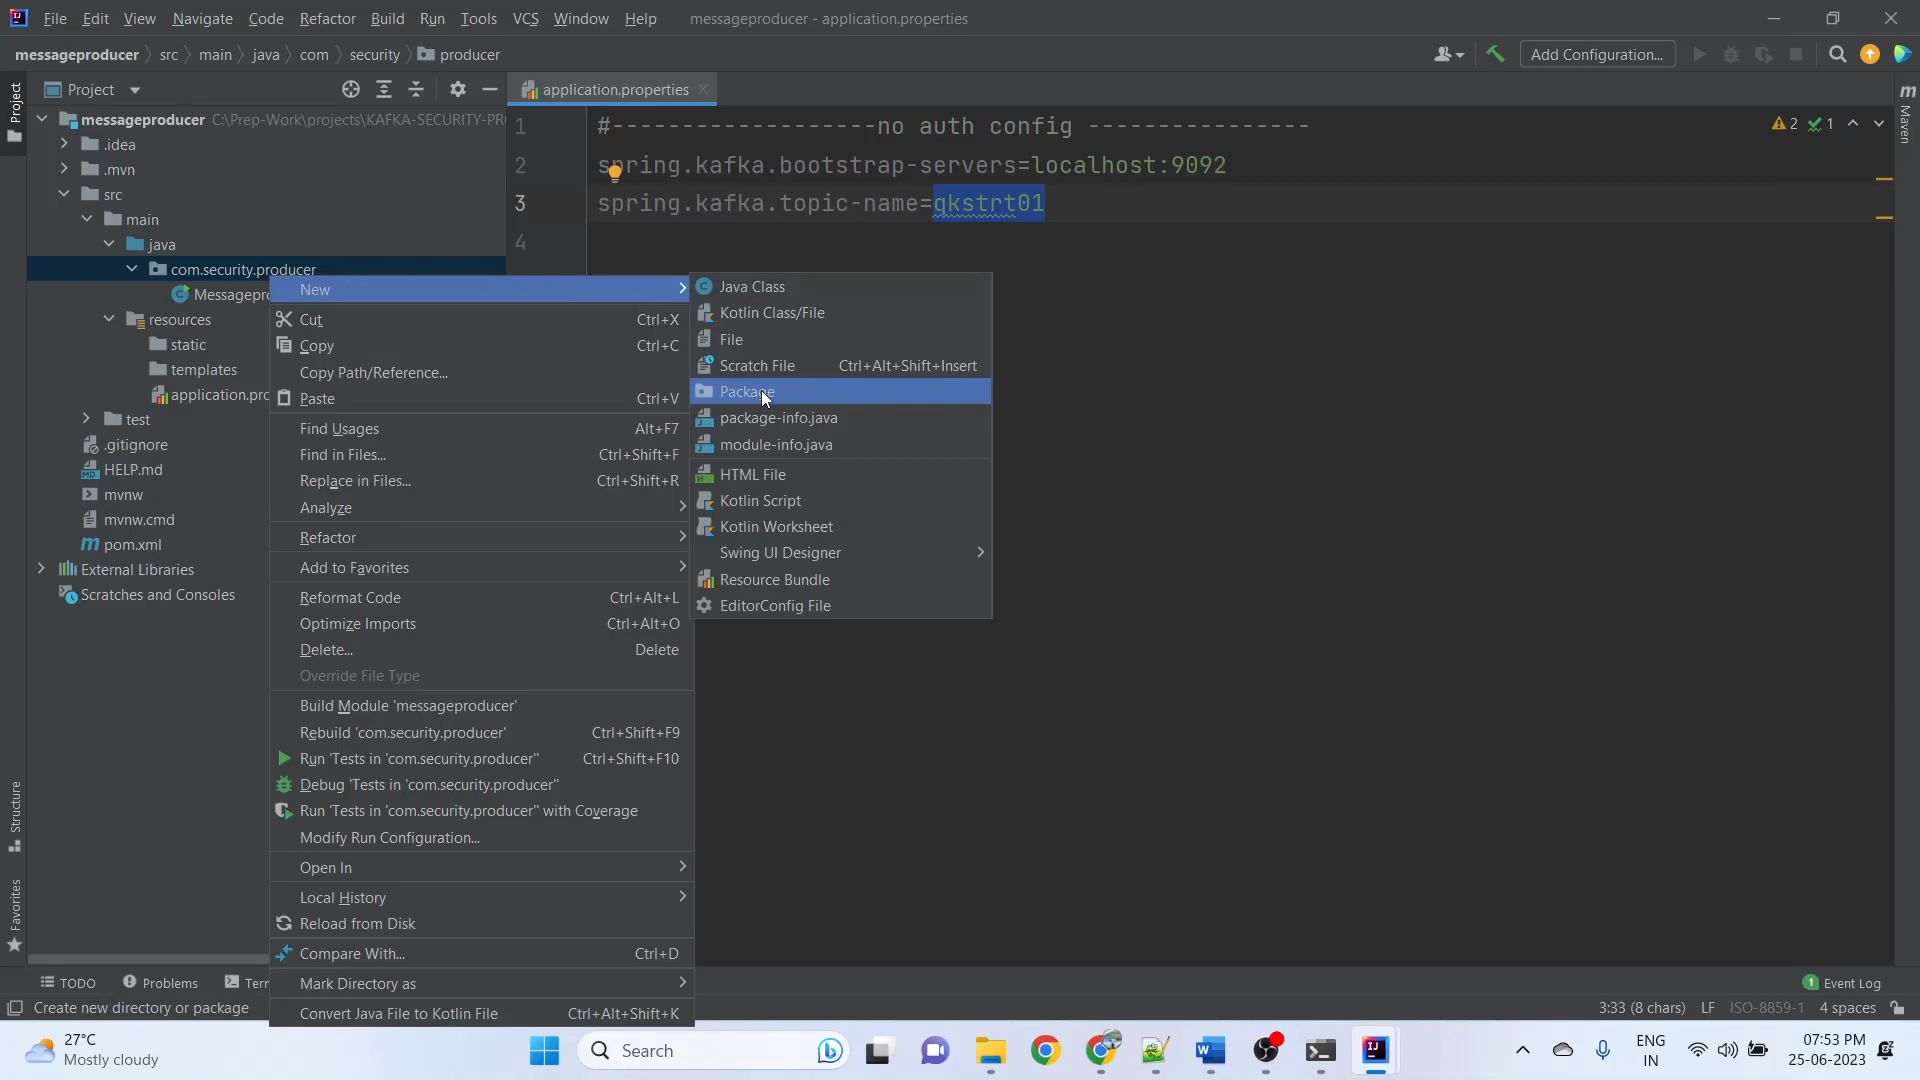 File Edit View Navigate Code Refactor Build Run Tools VCS Window Help messageproducer - application.properties
messageproducer src main java com security producer Add Configuration...
Project application.properties
messageproducer C:\Prep-Work\projects\KAFKA-SECURITY-PR
.idea
.mvn
src
main
java
com.security.producer
Messagepro
resources
static
templates
application.pro
test
.gitignore
HELP.md
mvnw
mvnw.cmd
pom.xml
External Libraries
Scratches and Consoles
1 #-------------------no auth config ----------------
2 spring.kafka.bootstrap-servers=localhost:9092
3 spring.kafka.topic-name=qkstrt01
4
2 1
New
Cut Ctrl+X
Copy Ctrl+C
Copy Path/Reference...
Paste Ctrl+V
Find Usages Alt+F7
Find in Files... Ctrl+Shift+F
Replace in Files... Ctrl+Shift+R
Analyze
Refactor
Add to Favorites
Reformat Code Ctrl+Alt+L
Optimize Imports Ctrl+Alt+O
Delete... Delete
Override File Type
Build Module 'messageproducer'
Rebuild 'com.security.producer' Ctrl+Shift+F9
Run 'Tests in 'com.security.producer'' Ctrl+Shift+F10
Debug 'Tests in 'com.security.producer''
Run 'Tests in 'com.security.producer'' with Coverage
Modify Run Configuration...
Open In
Local History
Reload from Disk
Compare With... Ctrl+D
Mark Directory as
Convert Java File to Kotlin File Ctrl+Alt+Shift+K
Java Class
Kotlin Class/File
File
Scratch File Ctrl+Alt+Shift+Insert
Package
package-info.java
module-info.java
HTML File
Kotlin Script
Kotlin Worksheet
Swing UI Designer
Resource Bundle
EditorConfig File
Project
Structure
Favorites
Maven
TODO Problems Terr 1 Event Log
Create new directory or package 3:33 (8 chars) LF ISO-8859-1 4 spaces
27°C
Mostly cloudy
Search
ENG
IN
07:53 PM
25-06-2023